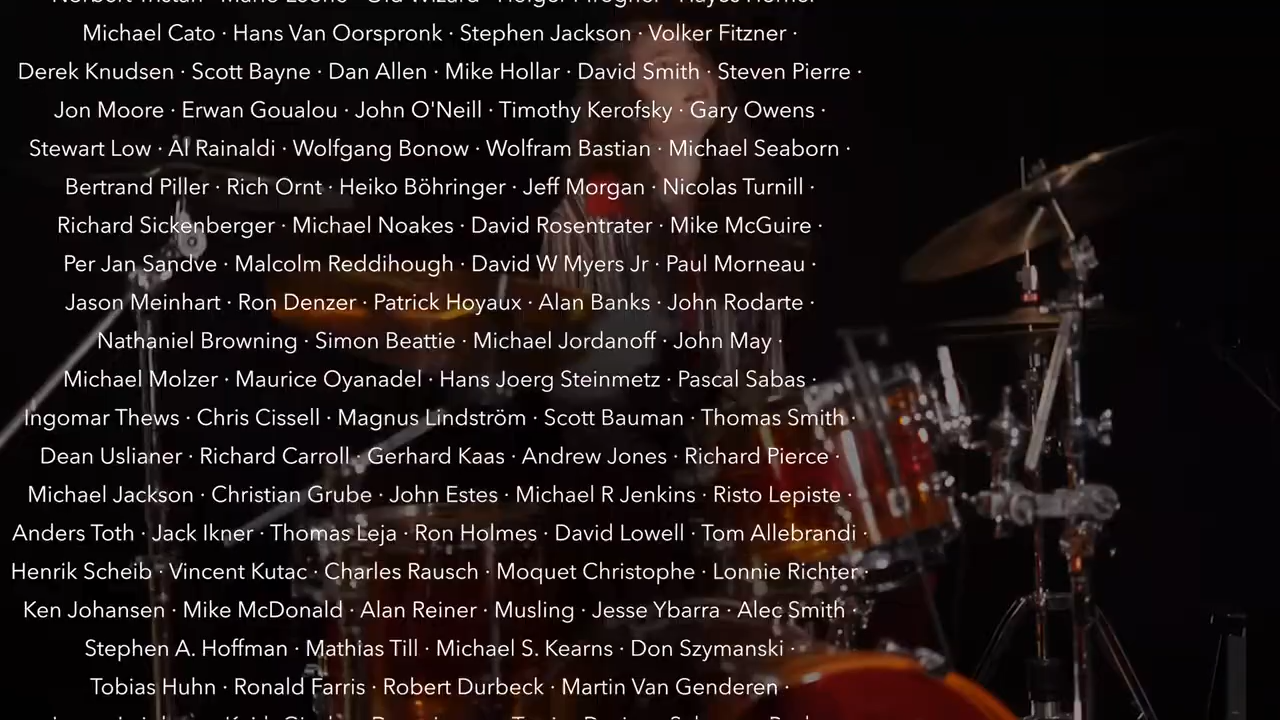 Michael Cato · Hans Van Oorspronk · Stephen Jackson · Volker Fitzner ·
Derek Knudsen · Scott Bayne · Dan Allen · Mike Hollar · David Smith · Steven Pierre ·
Jon Moore · Erwan Goualou · John O'Neill · Timothy Kerofsky · Gary Owens ·
Stewart Low · Al Rainaldi · Wolfgang Bonow · Wolfram Bastian · Michael Seaborn ·
Bertrand Piller · Rich Ornt · Heiko Böhringer · Jeff Morgan · Nicolas Turnill ·
Richard Sickenberger · Michael Noakes · David Rosentrater · Mike McGuire ·
Per Jan Sandve · Malcolm Reddihough · David W Myers Jr · Paul Morneau ·
Jason Meinhart · Ron Denzer · Patrick Hoyaux · Alan Banks · John Rodarte ·
Nathaniel Browning · Simon Beattie · Michael Jordanoff · John May ·
Michael Molzer · Maurice Oyanadel · Hans Joerg Steinmetz · Pascal Sabas ·
Ingomar Thews · Chris Cissell · Magnus Lindström · Scott Bauman · Thomas Smith ·
Dean Uslianer · Richard Carroll · Gerhard Kaas · Andrew Jones · Richard Pierce ·
Michael Jackson · Christian Grube · John Estes · Michael R Jenkins · Risto Lepiste ·
Anders Toth · Jack Ikner · Thomas Leja · Ron Holmes · David Lowell · Tom Allebrandi ·
Henrik Scheib · Vincent Kutac · Charles Rausch · Moquet Christophe · Lonnie Richter ·
Ken Johansen · Mike McDonald · Alan Reiner · Musling · Jesse Ybarra · Alec Smith ·
Stephen A. Hoffman · Mathias Till · Michael S. Kearns · Don Szymanski ·
Tobias Huhn · Ronald Farris · Robert Durbeck · Martin Van Genderen ·